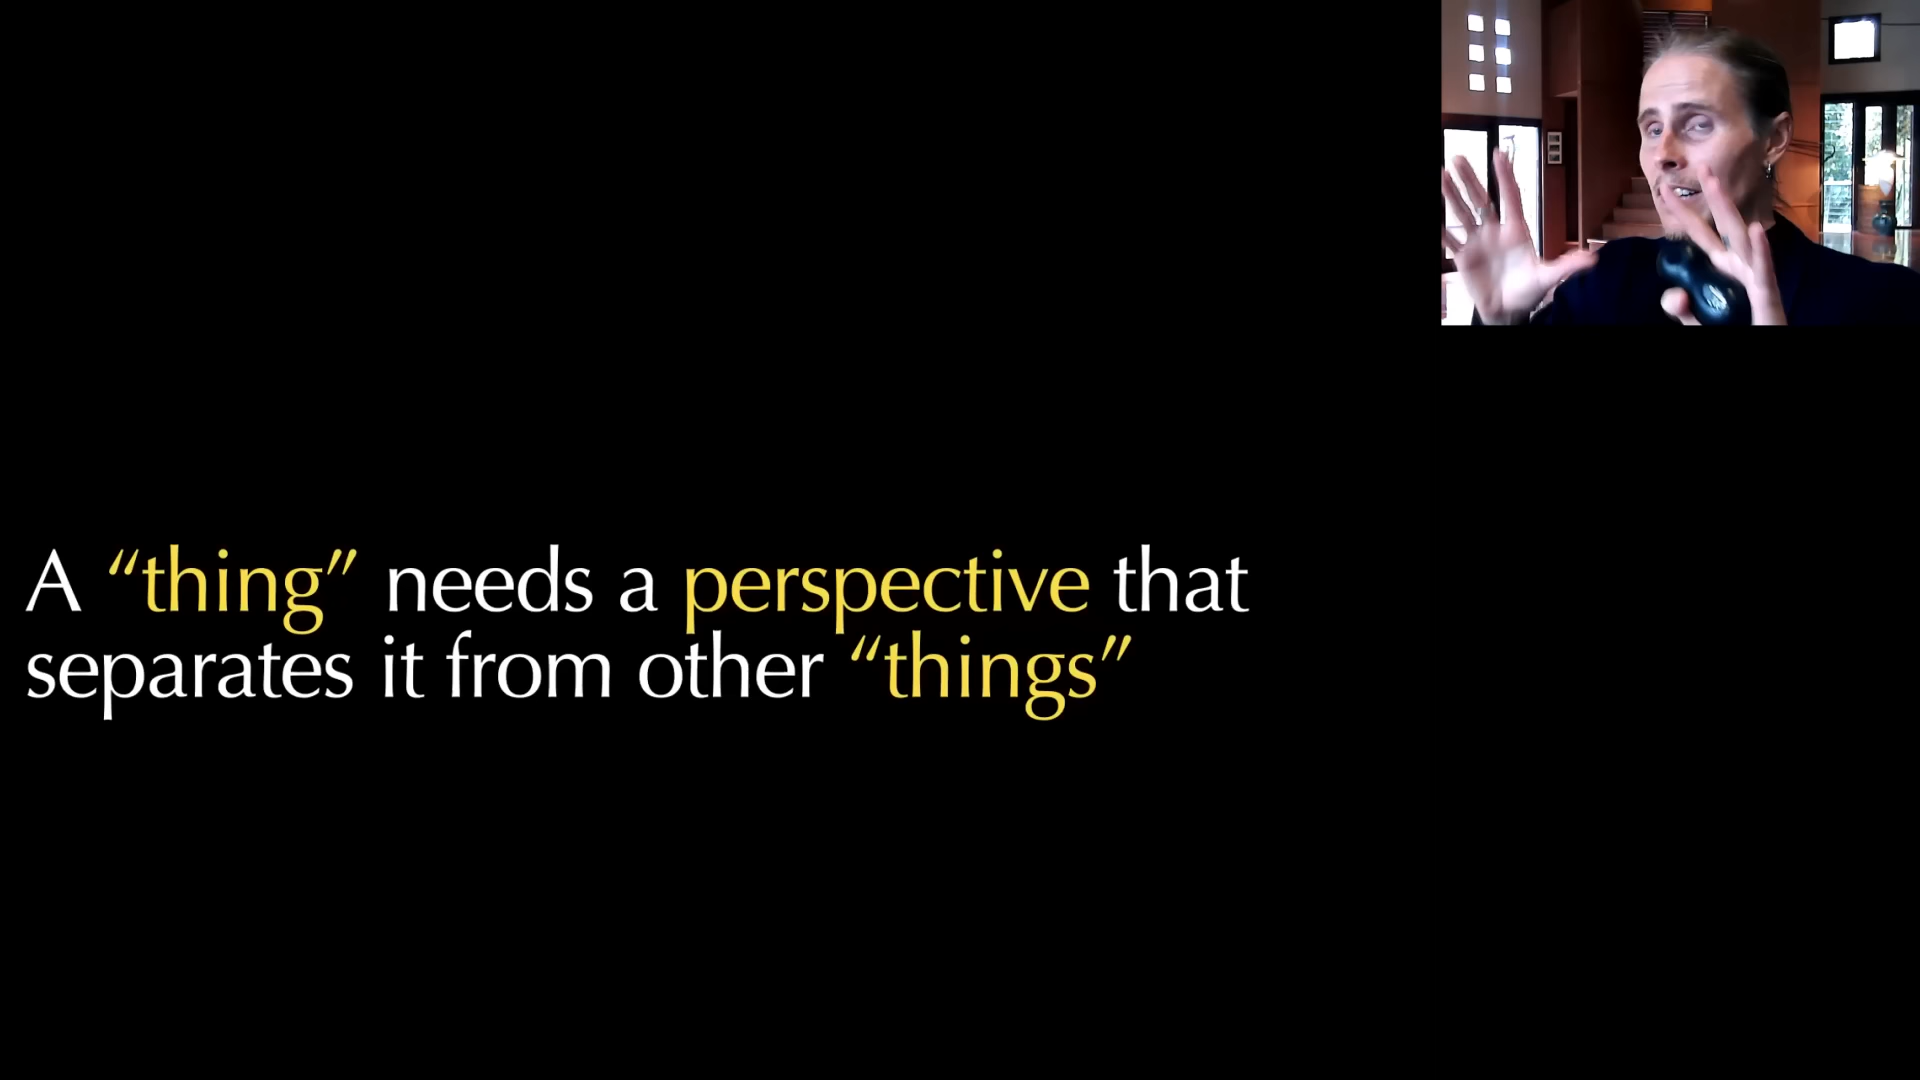 A “thing” needs a perspective that
separates it from other “things”